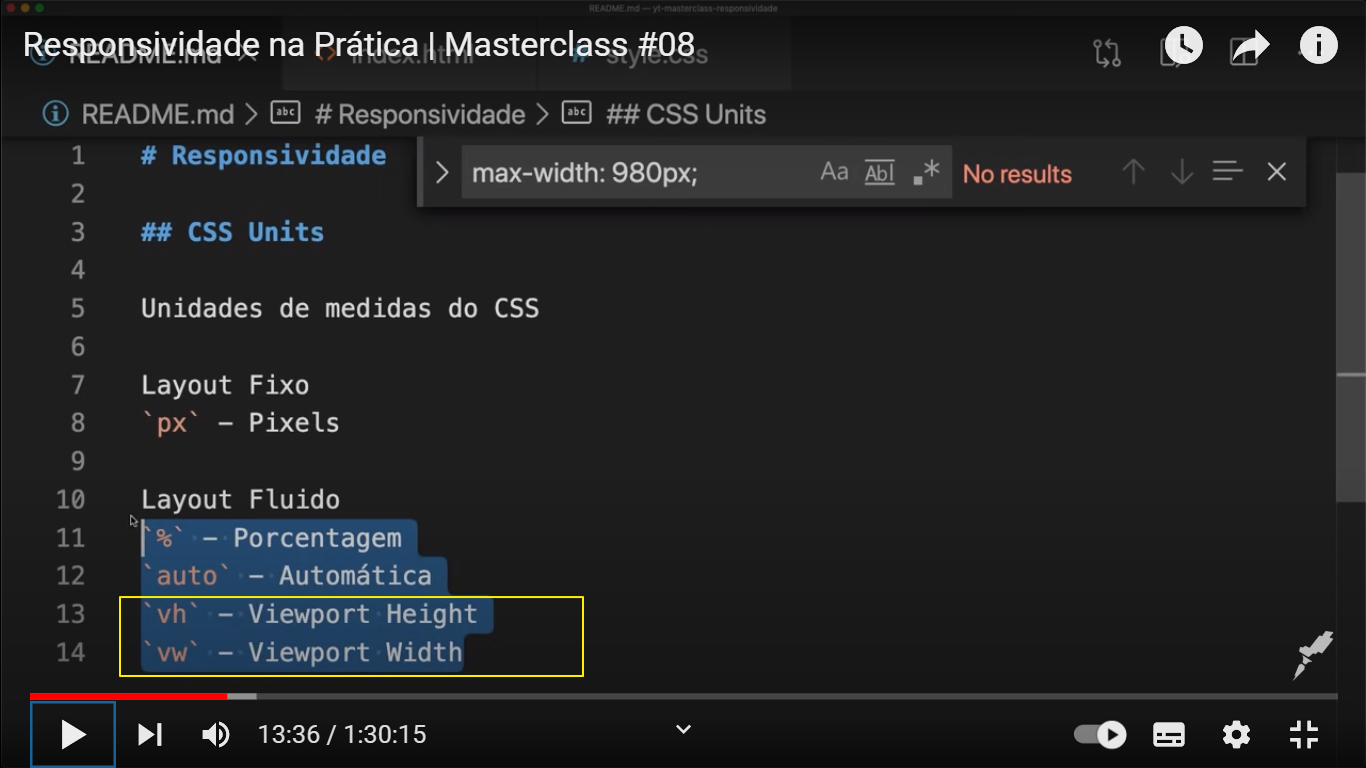 README.md — yt-masterclass-responsividade
Responsividade na Prática | Masterclass #08
README.md
index.html
# style.css
README.md > abc # Responsividade > abc ## CSS Units
max-width: 980px;
Aa Abl .* No results
1 # Responsividade
2
3 ## CSS Units
4
5 Unidades de medidas do CSS
6
7 Layout Fixo
8 `px` – Pixels
9
10 Layout Fluido
11 `%` – Porcentagem
12 `auto` – Automática
13 `vh` – Viewport Height
14 `vw` – Viewport Width
13:36 / 1:30:15